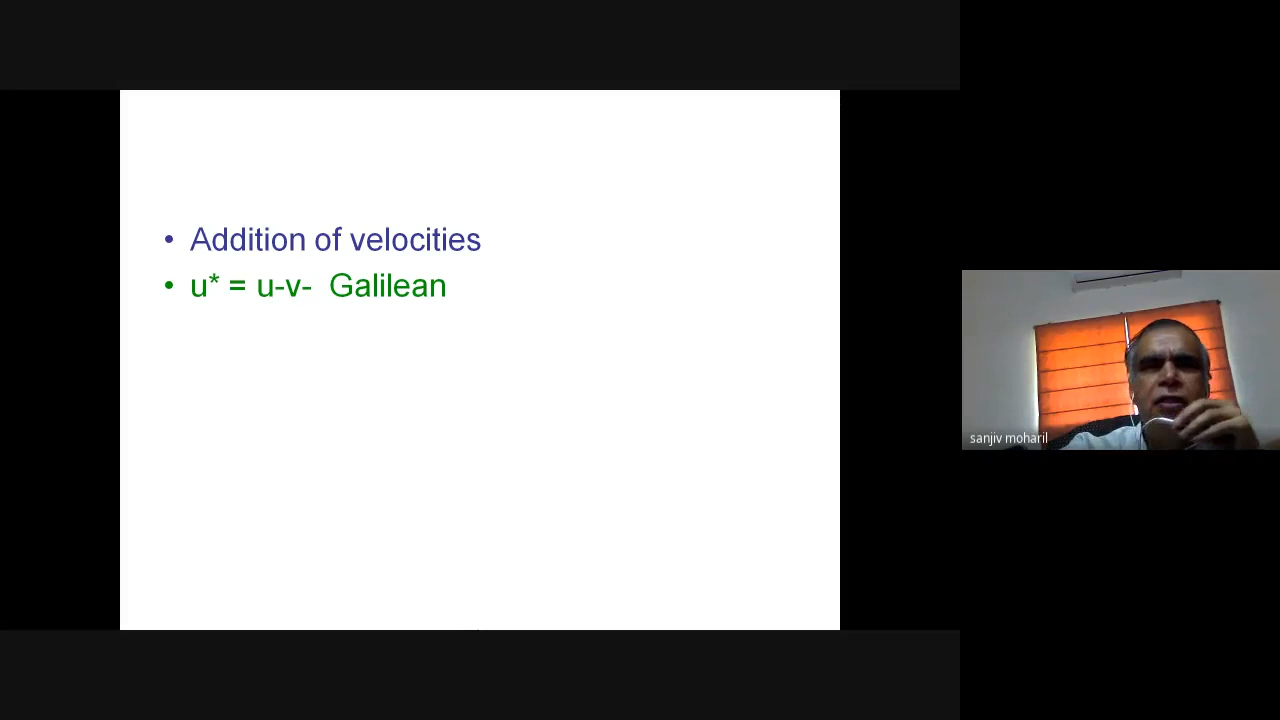 • Addition of velocities
• u* = u-v-  Galilean
sanjiv moharil